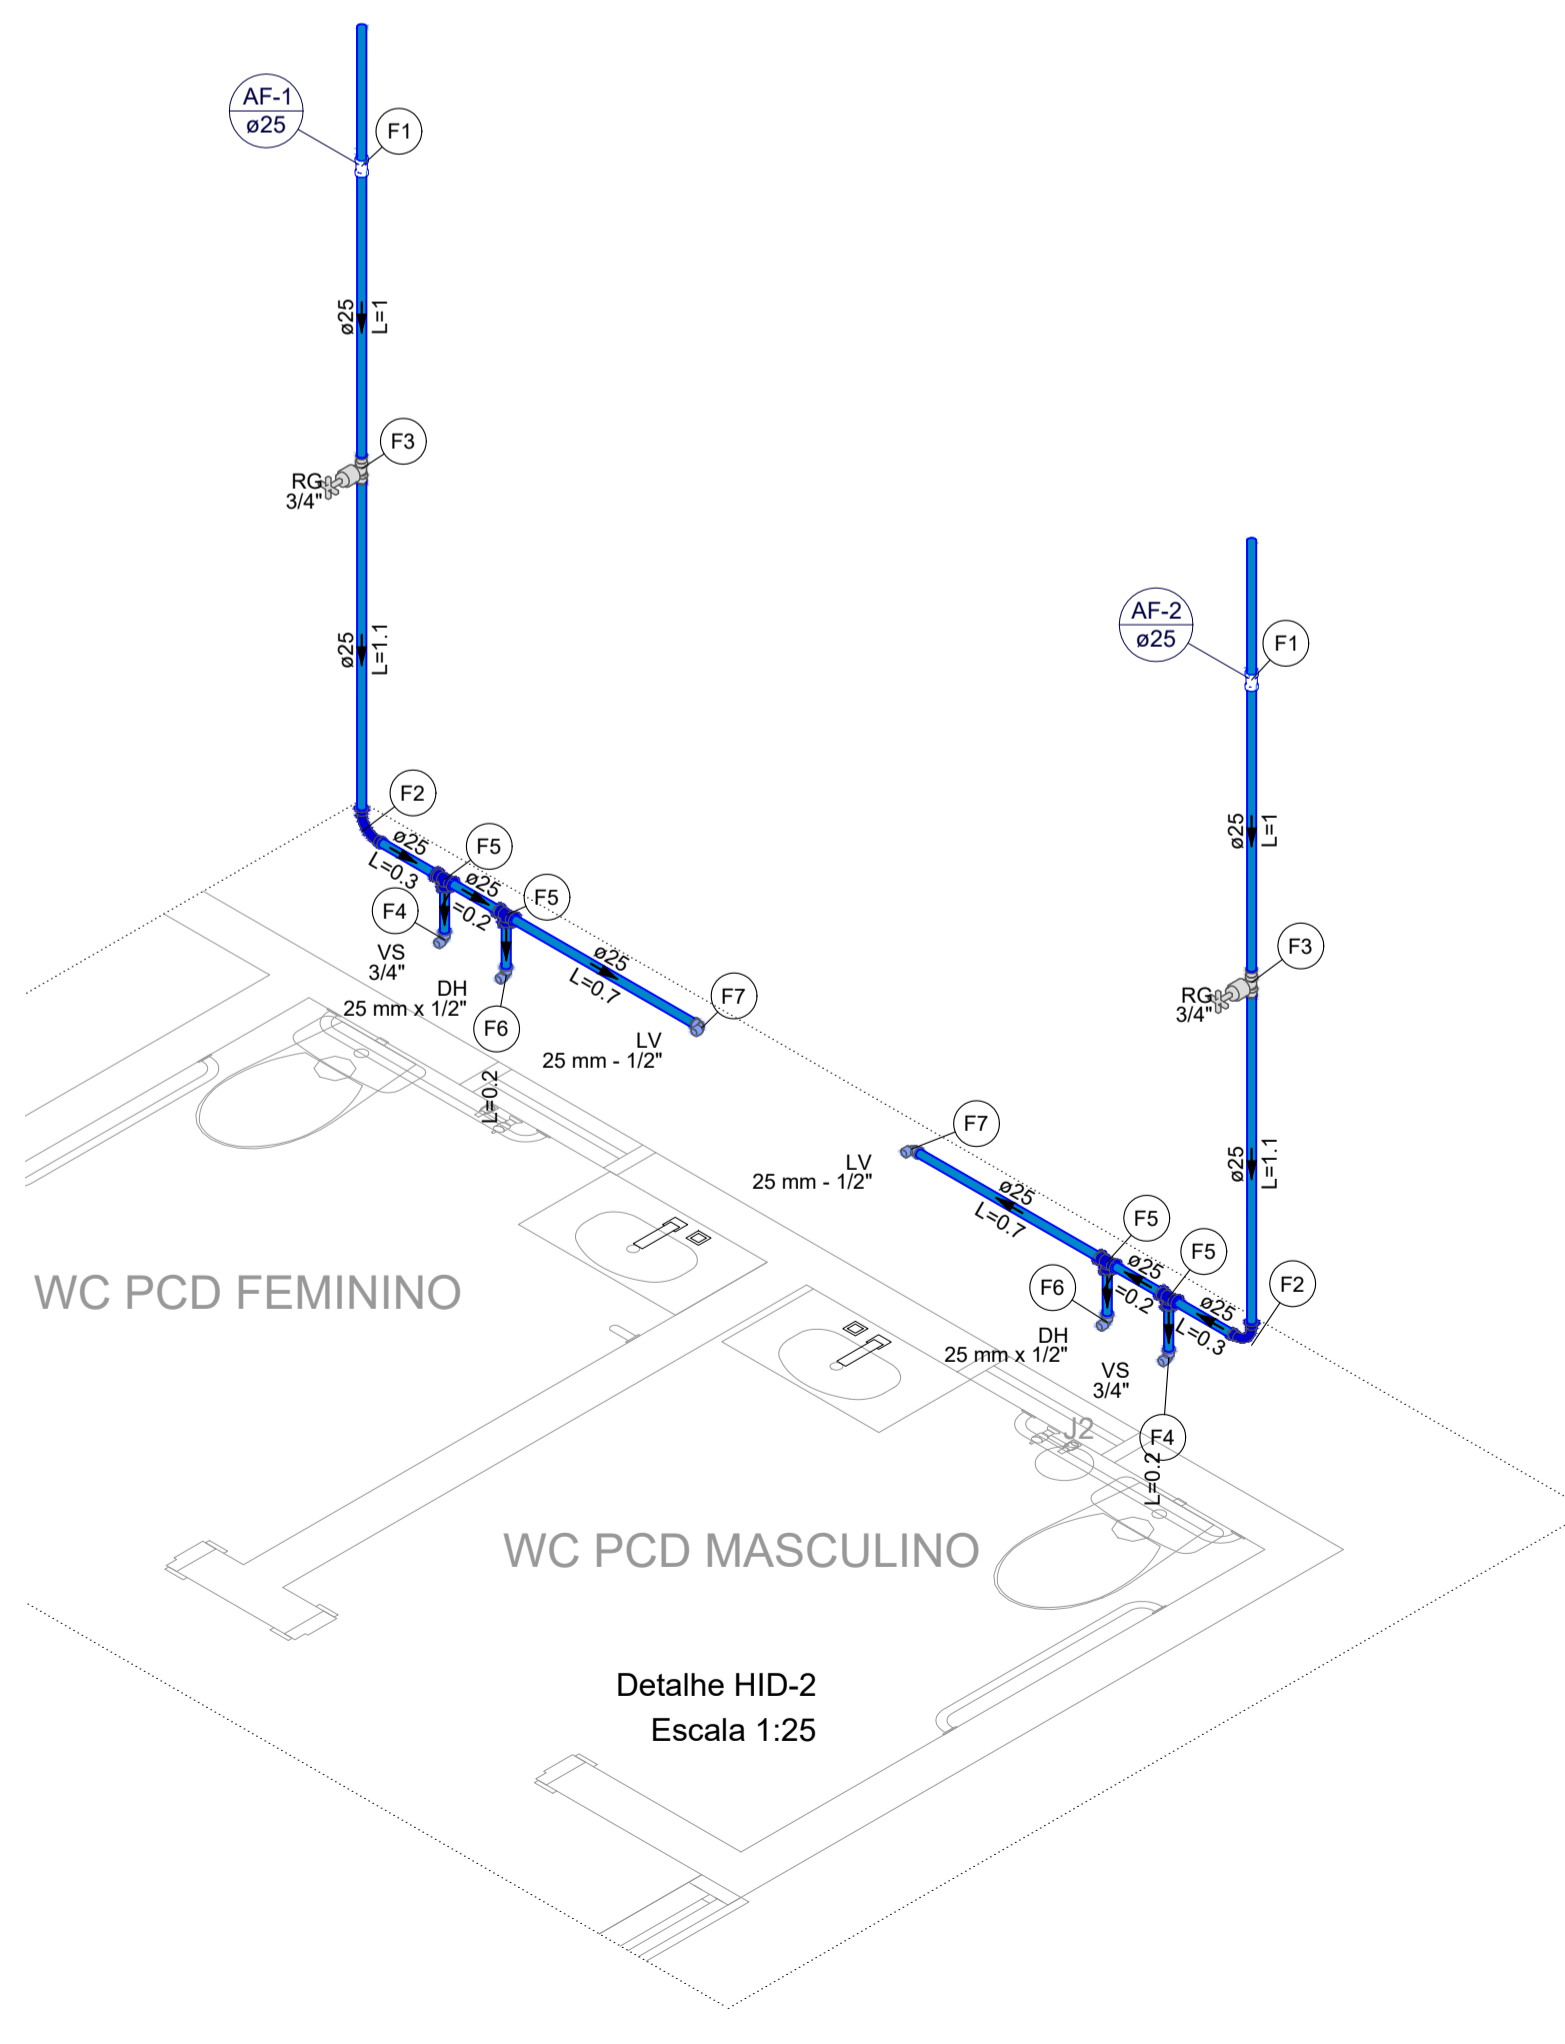 AF-1
ø25
F1
ø25
L=1
F3
RG
3/4"
ø25
L=1.1
F2
ø25
L=0.3
F5
ø25
=0.2
F5
F4
VS
3/4"
DH
25 mm x 1/2"
F6
ø25
L=0.7
F7
LV
25 mm - 1/2"
L=0.2
AF-2
ø25
F1
ø25
L=1
F3
RG
3/4"
ø25
L=1.1
F7
LV
25 mm - 1/2"
ø25
L=0.7
F5
F5
ø25
=0.2
ø25
L=0.3
F2
F6
DH
25 mm x 1/2"
VS
3/4"
F4
J2
L=0.2
WC PCD FEMININO
WC PCD MASCULINO
Detalhe HID-2
Escala 1:25